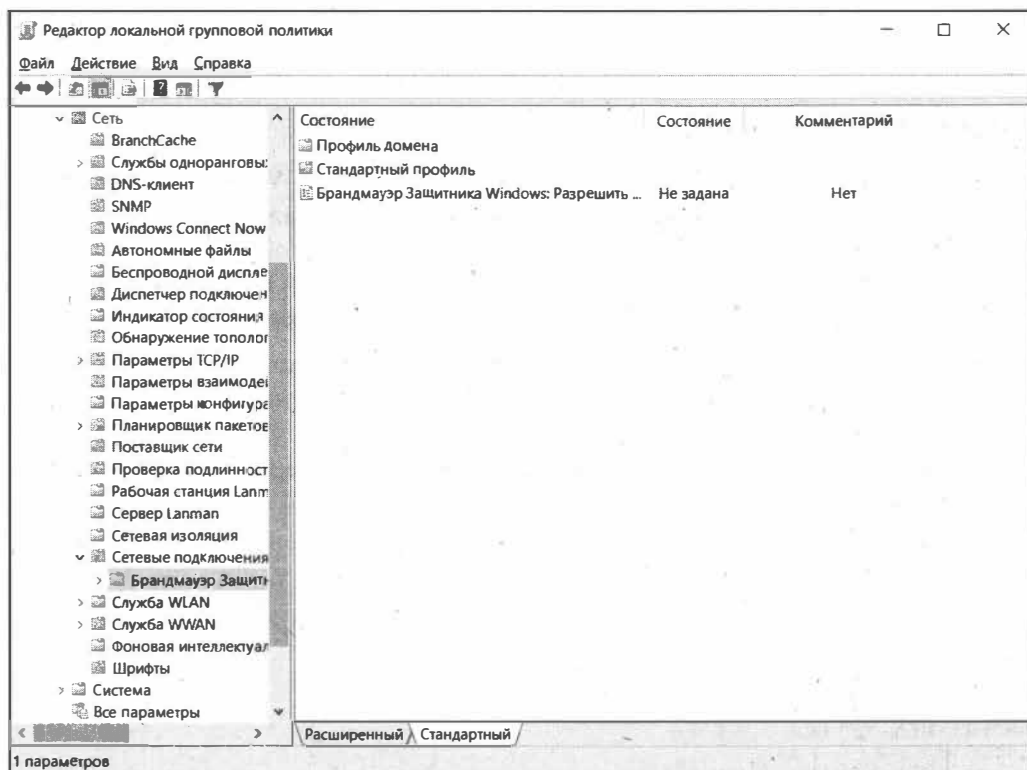 Редактор локальной групповой политики
Файл Действие Вид Справка
Сеть
BranchCache
Службы одноранговы
DNS-клиент
SNMP
Windows Connect Now
Автономные файлы
Беспроводной диспле
Диспетчер подключен
Индикатор состояния
Обнаружение тополог
Параметры TCP/IP
Параметры взаимодей
Параметры конфигура
Планировщик пакетов
Поставщик сети
Проверка подлинност
Рабочая станция Lanm
Сервер Lanman
Сетевая изоляция
Сетевые подключения
Брандмауэр Защитн
Служба WLAN
Служба WWAN
Фоновая интеллектуал
Шрифты
Система
Все параметры
Состояние Состояние Комментарий
Профиль домена
Стандартный профиль
Брандмауэр Защитника Windows: Разрешить ... Не задана Нет
Расширенный Стандартный
1 параметров